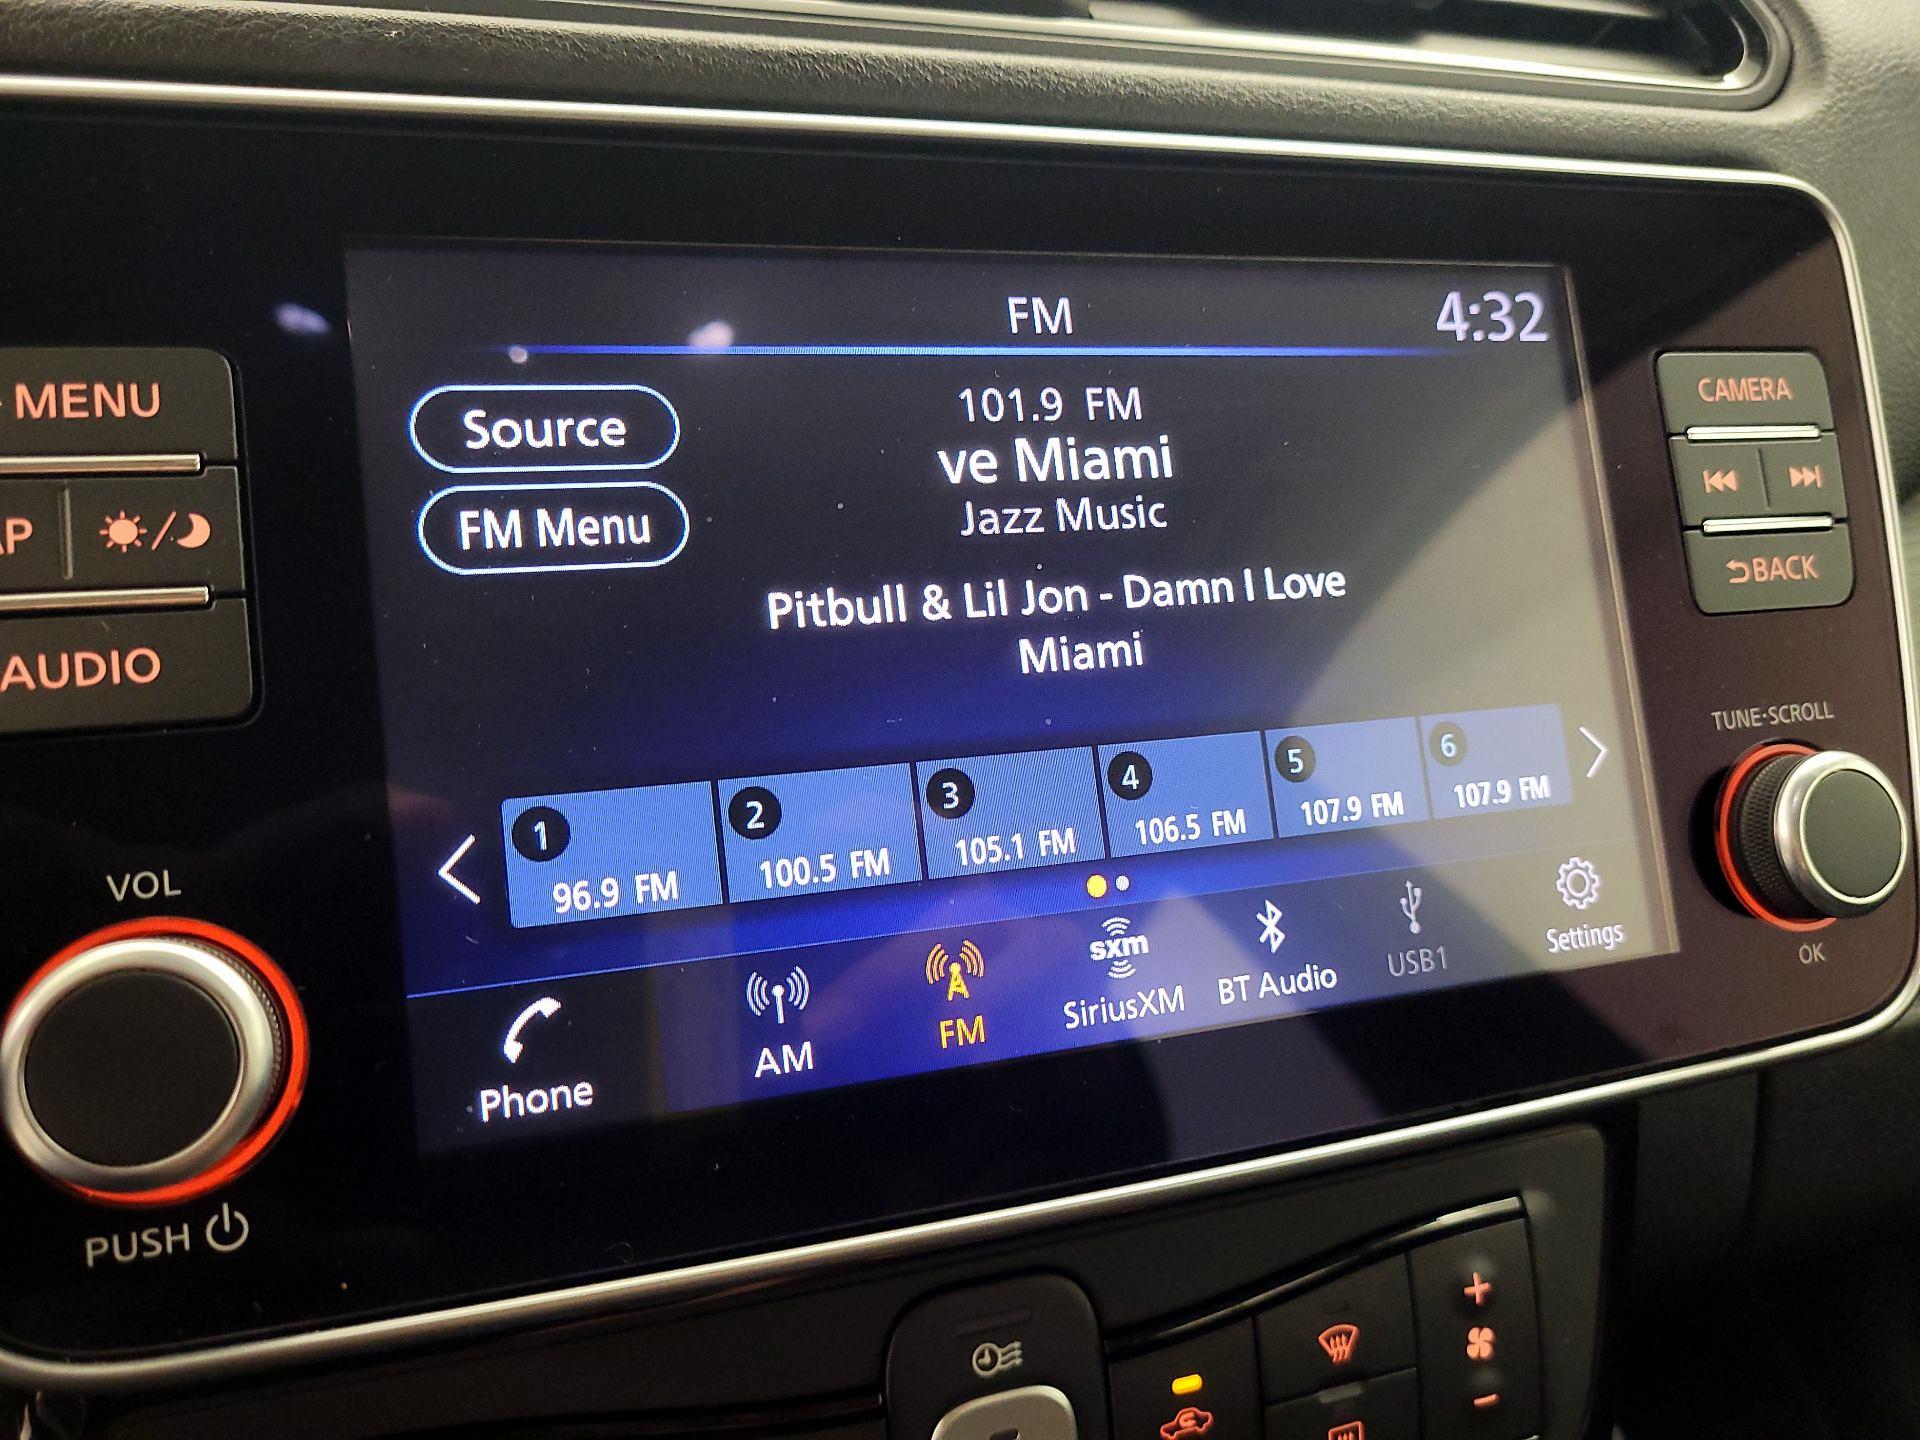 FM
4:32
Source
101.9 FM
ve Miami
FM Menu
Jazz Music
Pitbull & Lil Jon - Damn I Love
Miami
1
96.9 FM
2
100.5 FM
3
105.1 FM
4
106.5 FM
5
107.9 FM
6
107.9 FM
Phone
AM
FM
sxm
SiriusXM
BT Audio
USB1
Settings
MENU
AP
AUDIO
VOL
PUSH
CAMERA
BACK
TUNE·SCROLL
OK